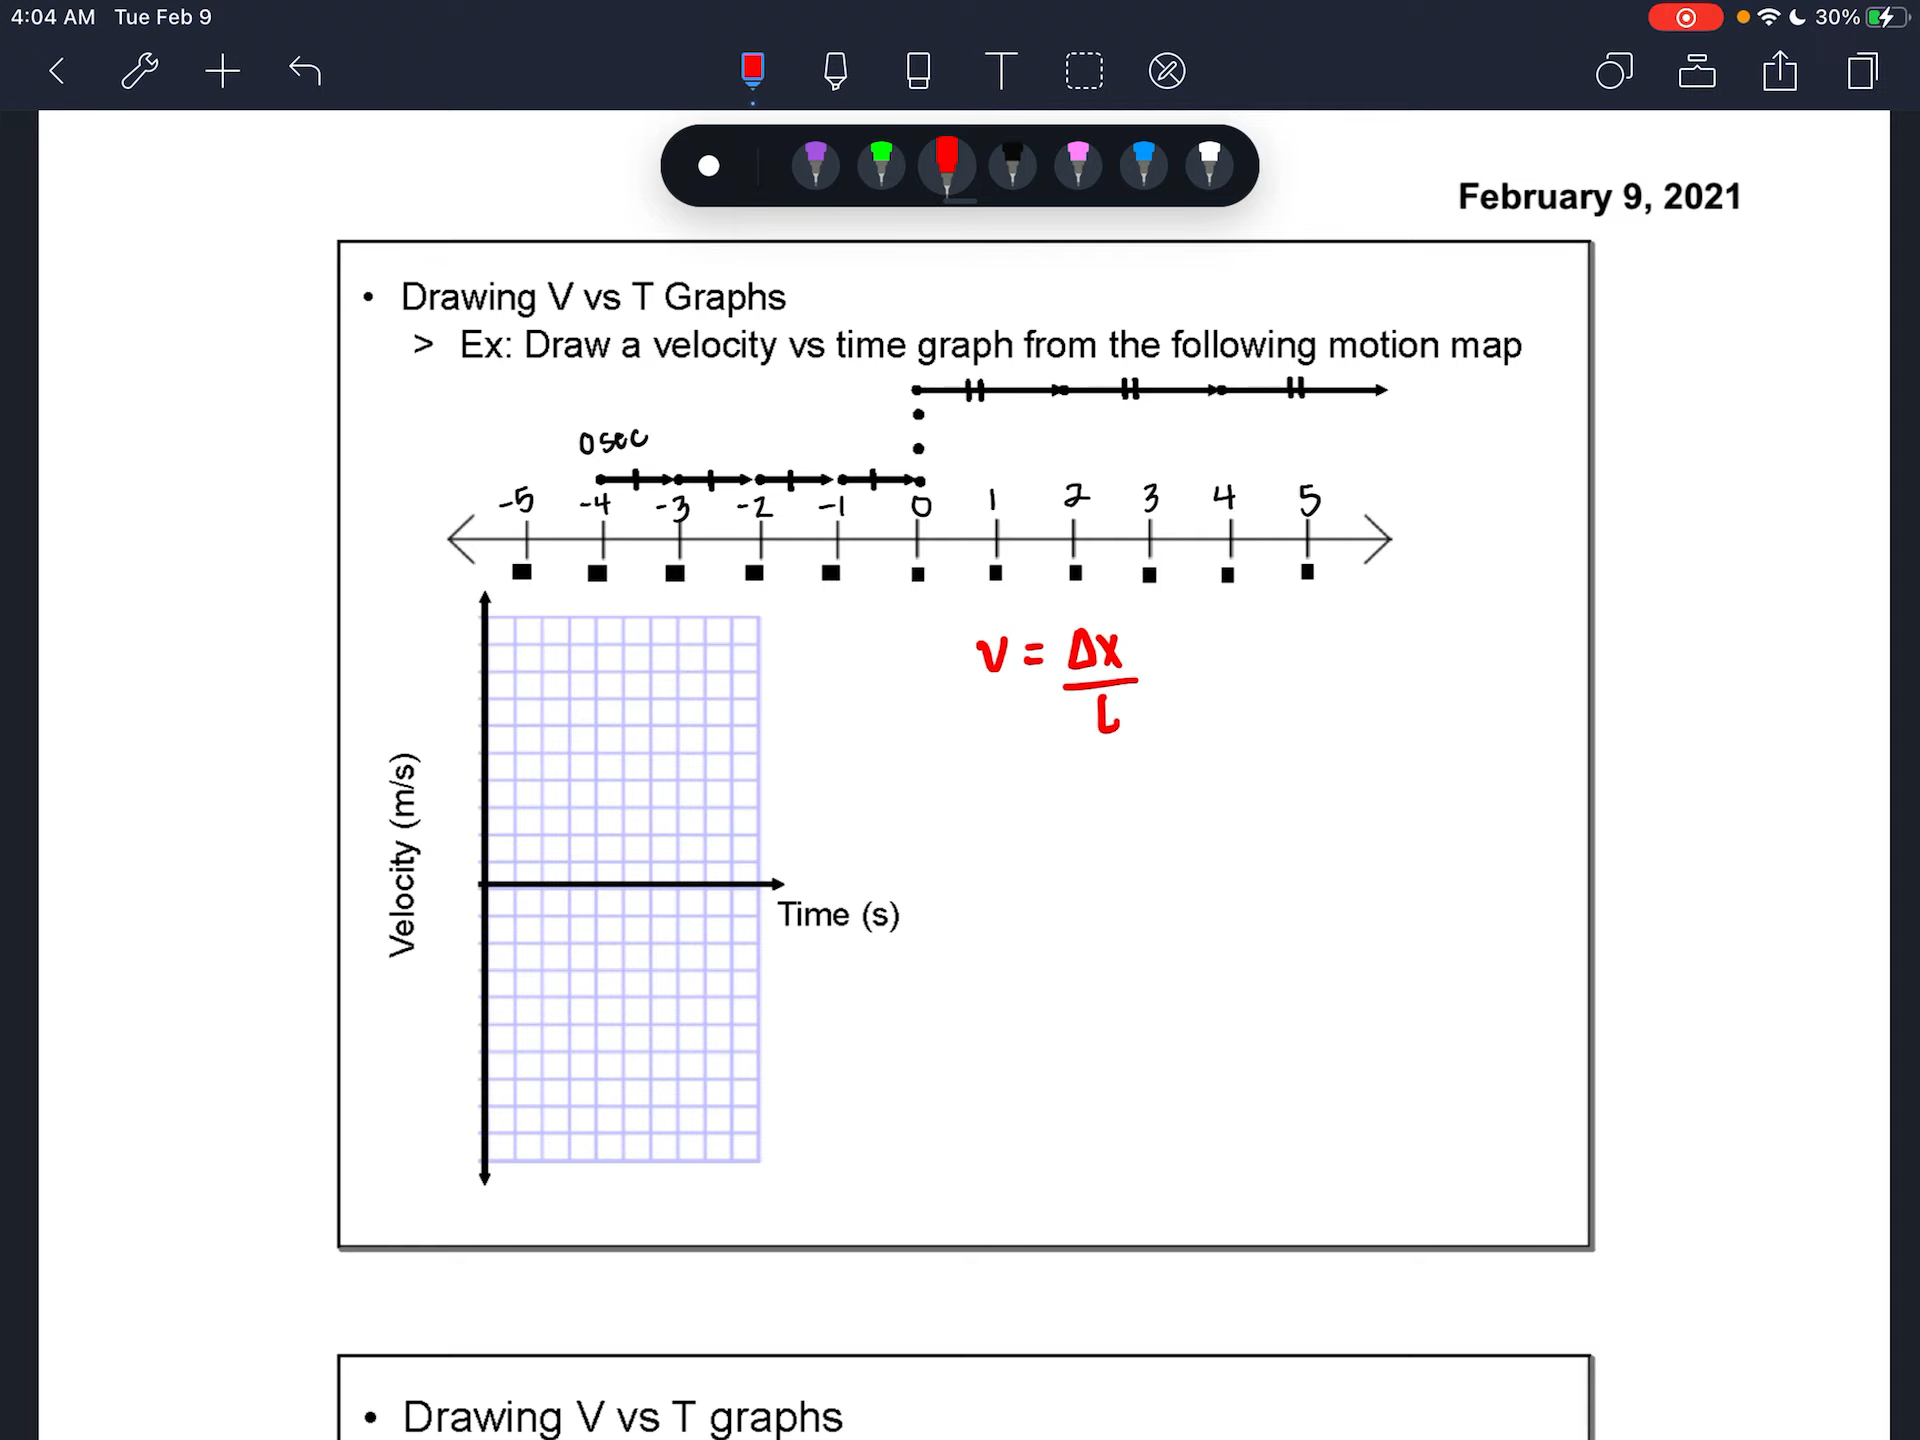 4:04 AM Tue Feb 9
30%
February 9, 2021
• Drawing V vs T Graphs
> Ex: Draw a velocity vs time graph from the following motion map
0 sec
-5 -4 -3 -2 -1 0 1 2 3 4 5
v = Δx
Velocity (m/s)
Time (s)
• Drawing V vs T graphs